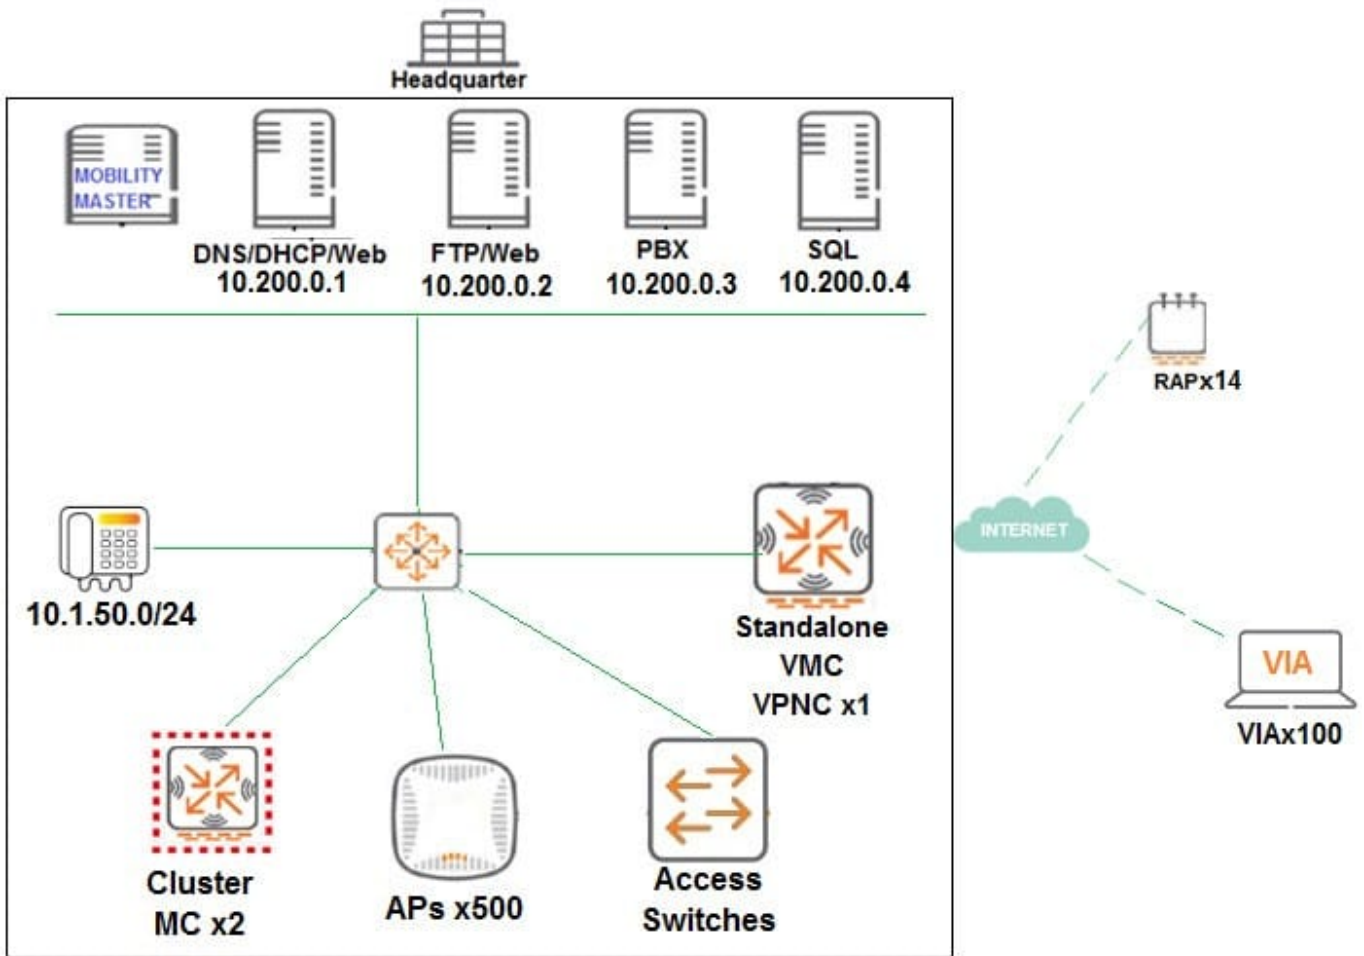 Headquarter
MOBILITY
MASTER
DNS/DHCP/Web
10.200.0.1
FTP/Web
10.200.0.2
PBX
10.200.0.3
SQL
10.200.0.4
RAPx14
INTERNET
10.1.50.0/24
Standalone
VMC
VPNC x1
VIA
VIAx100
Cluster
MC x2
APs x500
Access
Switches